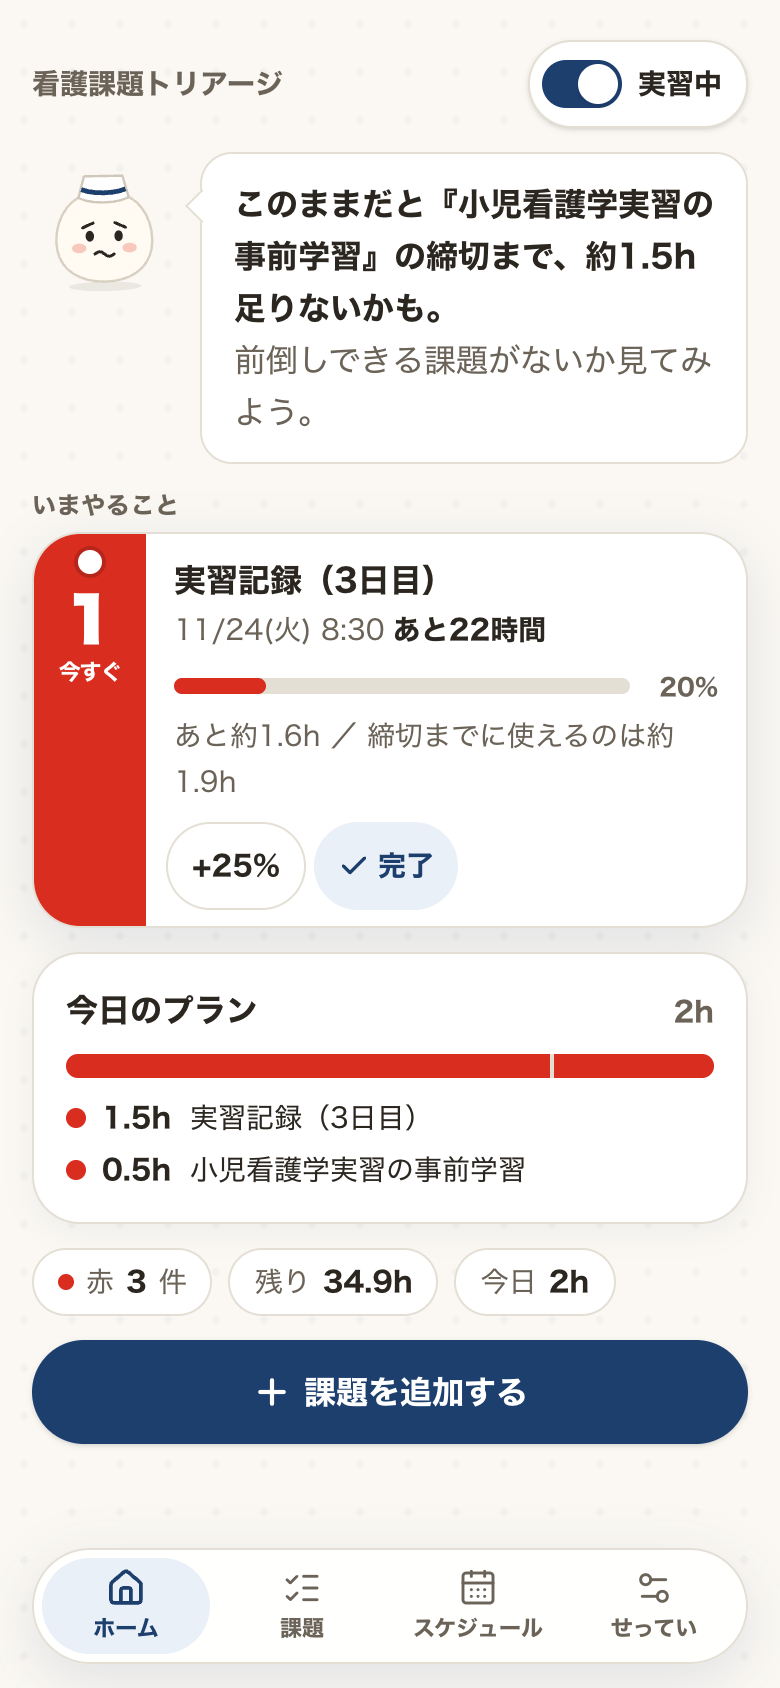 看護課題トリアージ
実習中
このままだと『小児看護学実習の
事前学習』の締切まで、約1.5h
足りないかも。
前倒しできる課題がないか見てみ
よう。
いまやること
1
今すぐ
実習記録（3日目）
11/24(火) 8:30 あと22時間
20%
あと約1.6h ／ 締切までに使えるのは約
1.9h
+25%
完了
今日のプラン
2h
1.5h 実習記録（3日目）
0.5h 小児看護学実習の事前学習
赤 3 件
残り 34.9h
今日 2h
課題を追加する
ホーム
課題
スケジュール
せってい